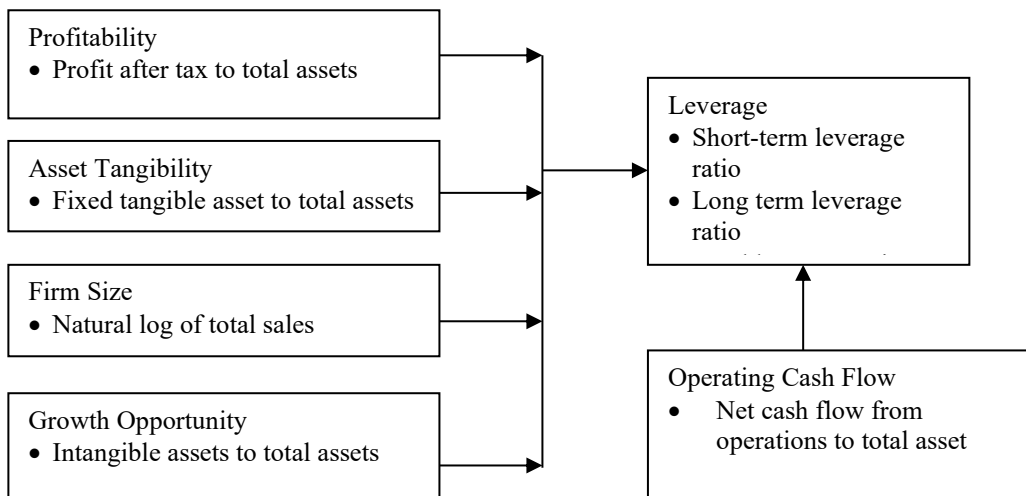 Profitability
• Profit after tax to total assets
Asset Tangibility
• Fixed tangible asset to total assets
Firm Size
• Natural log of total sales
Growth Opportunity
• Intangible assets to total assets
Leverage
• Short-term leverage
ratio
• Long term leverage
ratio
Operating Cash Flow
• Net cash flow from
operations to total asset